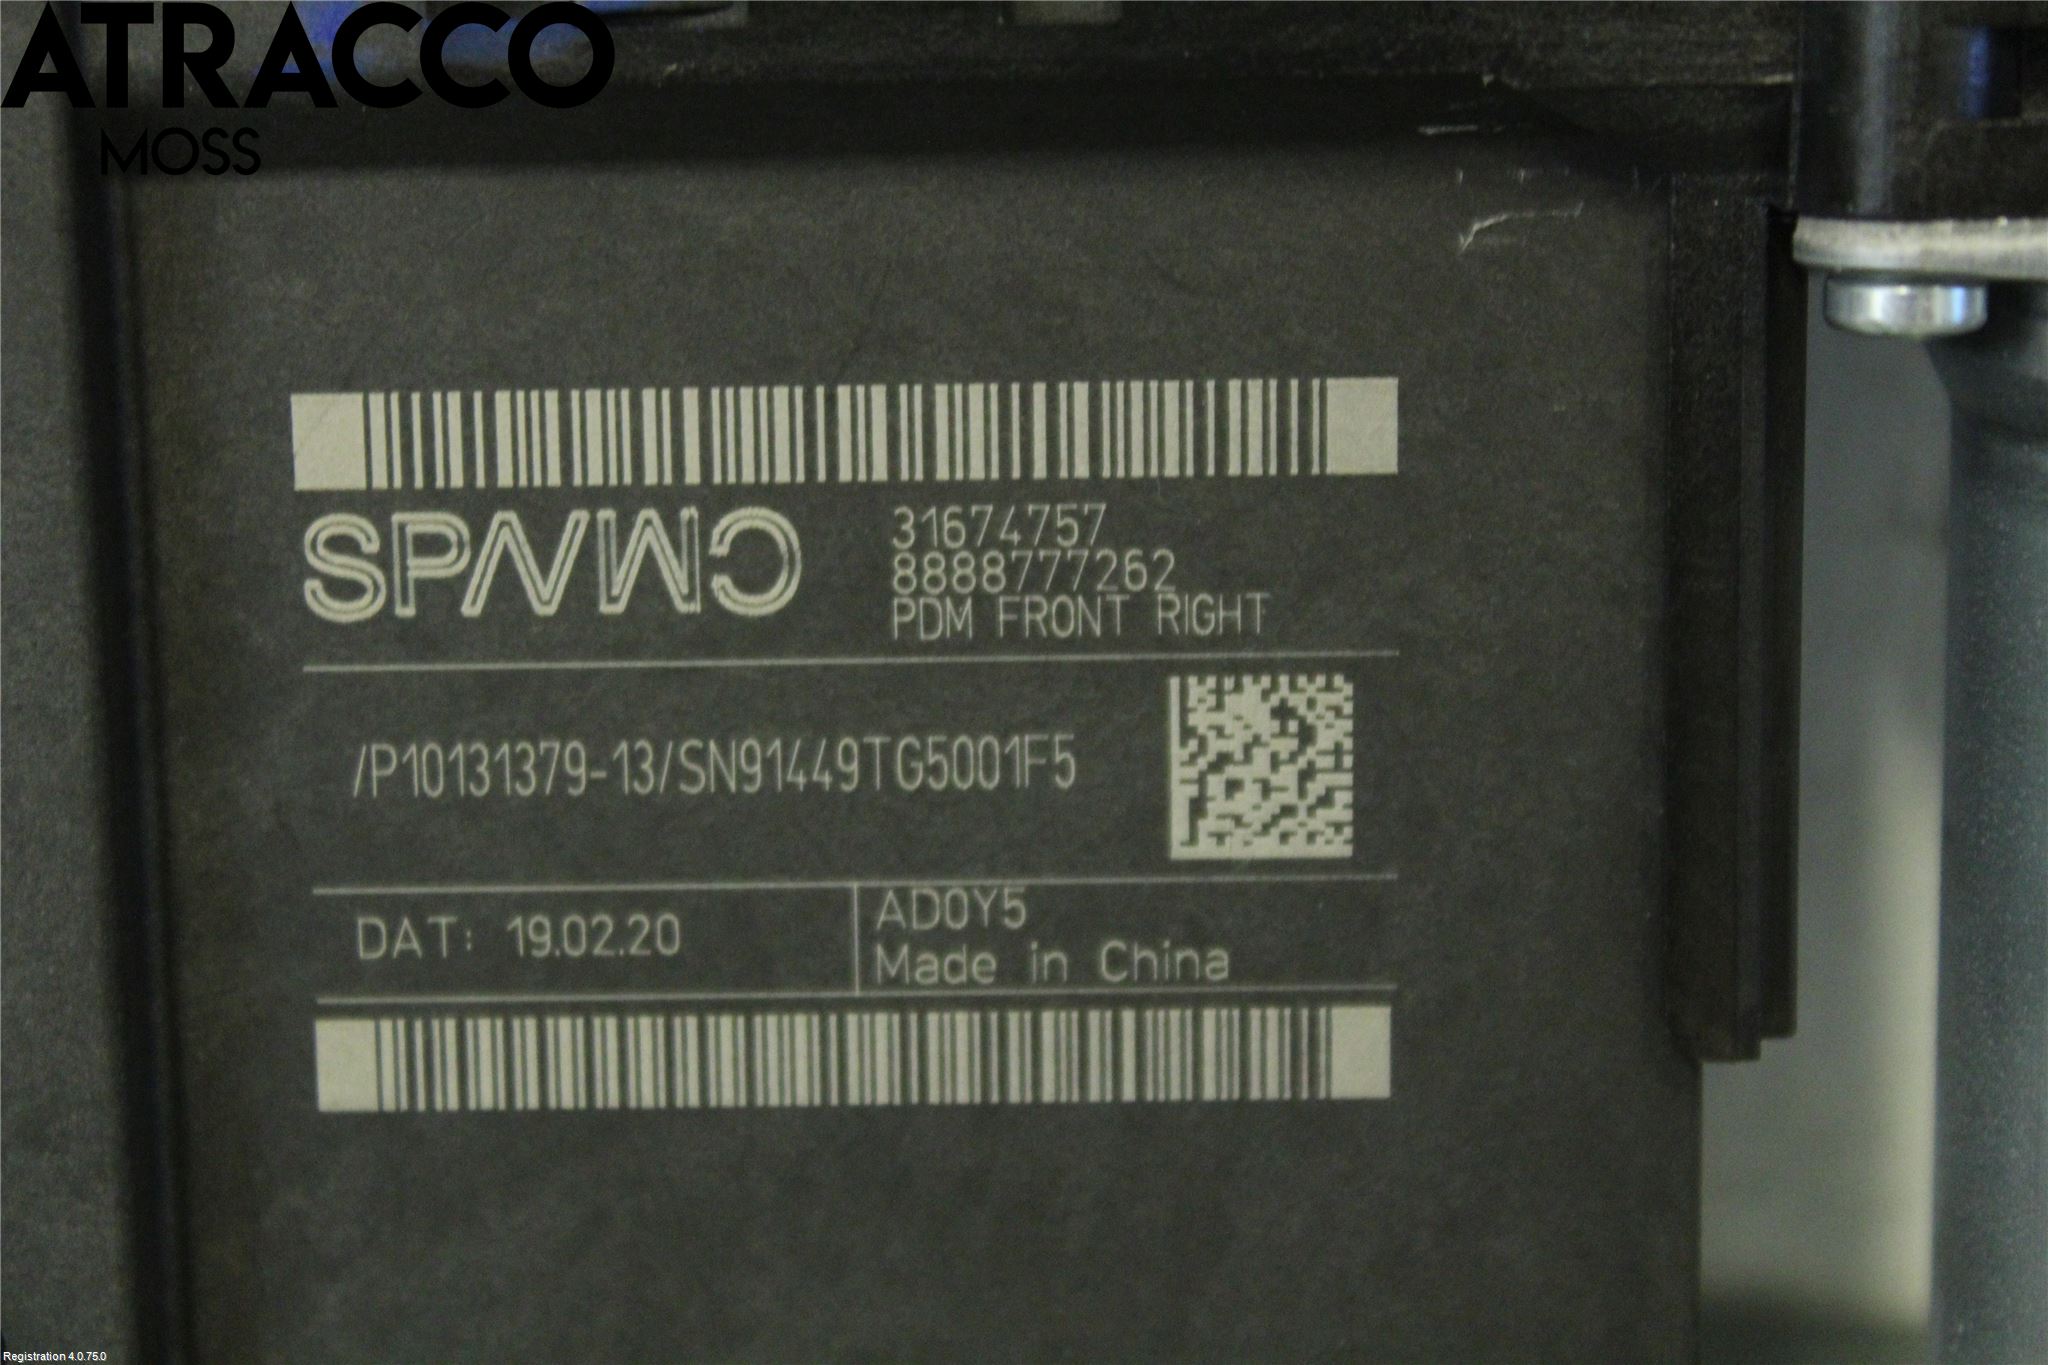 ATRACCO
MOSS
31674757
8888777262
PDM FRONT RIGHT
/P10131379-13/SN91449TG5001F5
DAT: 19.02.20
AD0Y5
Made in China
Registration 4.0.75.0